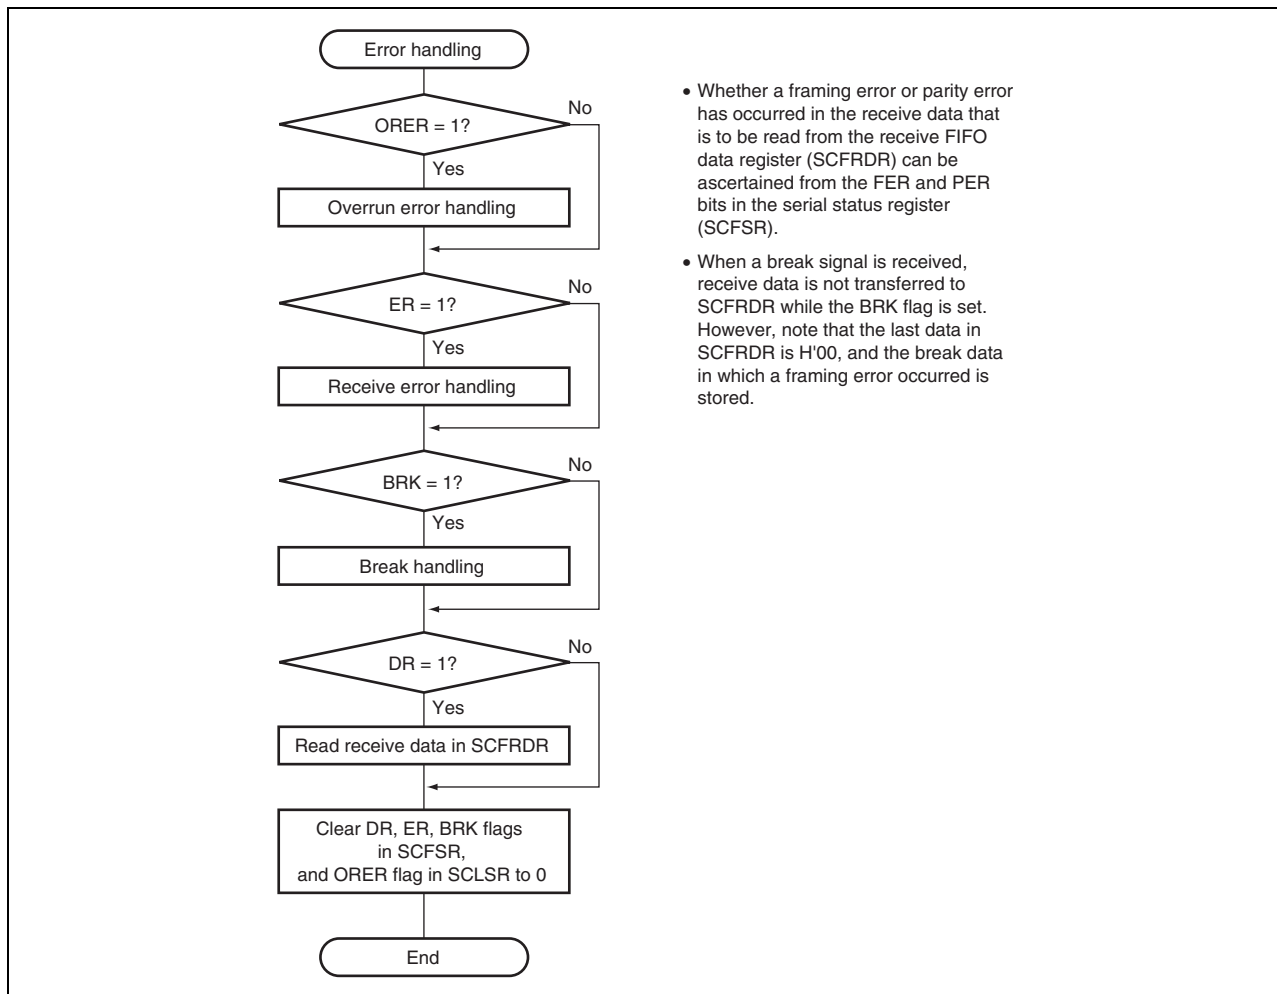 Error handling
No
ORER = 1?
Yes
Overrun error handling
No
ER = 1?
Yes
Receive error handling
No
BRK = 1?
Yes
Break handling
No
DR = 1?
Yes
Read receive data in SCFRDR
Clear DR, ER, BRK flags
in SCFSR,
and ORER flag in SCLSR to 0
End
• Whether a framing error or parity error
has occurred in the receive data that
is to be read from the receive FIFO
data register (SCFRDR) can be
ascertained from the FER and PER
bits in the serial status register
(SCFSR).
• When a break signal is received,
receive data is not transferred to
SCFRDR while the BRK flag is set.
However, note that the last data in
SCFRDR is H'00, and the break data
in which a framing error occurred is
stored.